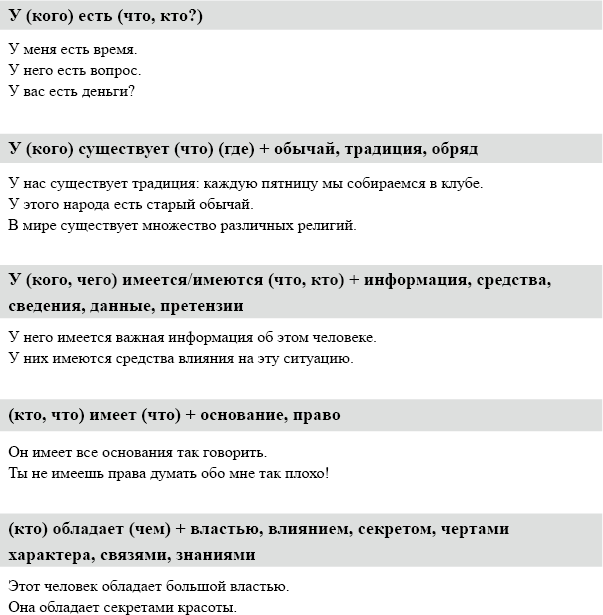 У (кого) есть (что, кто?)
У меня есть время.
У него есть вопрос.
У вас есть деньги?
У (кого) существует (что) (где) + обычай, традиция, обряд
У нас существует традиция: каждую пятницу мы собираемся в клубе.
У этого народа есть старый обычай.
В мире существует множество различных религий.
У (кого, чего) имеется/имеются (что, кто) + информация, средства,
сведения, данные, претензии
У него имеется важная информация об этом человеке.
У них имеются средства влияния на эту ситуацию.
(кто, что) имеет (что) + основание, право
Он имеет все основания так говорить.
Ты не имеешь права думать обо мне так плохо!
(кто) обладает (чем) + властью, влиянием, секретом, чертами
характера, связями, знаниями
Этот человек обладает большой властью.
Она обладает секретами красоты.